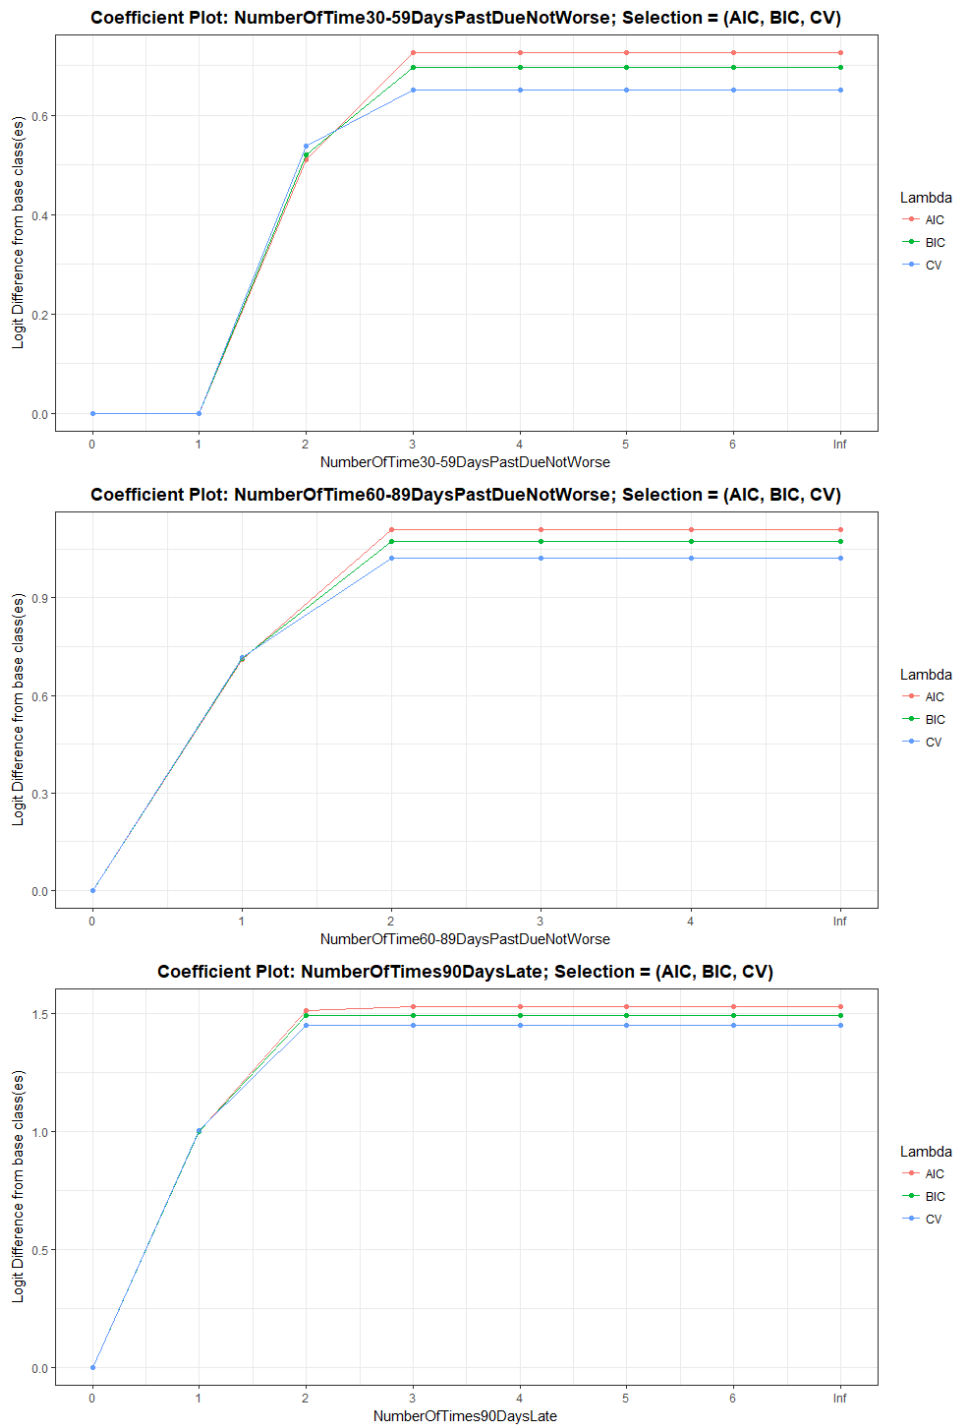 Coefficient Plot: NumberOfTime30-59DaysPastDueNotWorse; Selection = (AIC, BIC, CV)
Logit Difference from base class(es)
0.6
0.4
0.2
0.0
0 1 2 3 4 5 6 Inf
NumberOfTime30-59DaysPastDueNotWorse
Lambda
AIC
BIC
CV
Coefficient Plot: NumberOfTime60-89DaysPastDueNotWorse; Selection = (AIC, BIC, CV)
Logit Difference from base class(es)
0.9
0.6
0.3
0.0
0 1 2 3 4 Inf
NumberOfTime60-89DaysPastDueNotWorse
Lambda
AIC
BIC
CV
Coefficient Plot: NumberOfTimes90DaysLate; Selection = (AIC, BIC, CV)
Logit Difference from base class(es)
1.5
1.0
0.5
0.0
0 1 2 3 4 5 6 Inf
NumberOfTimes90DaysLate
Lambda
AIC
BIC
CV